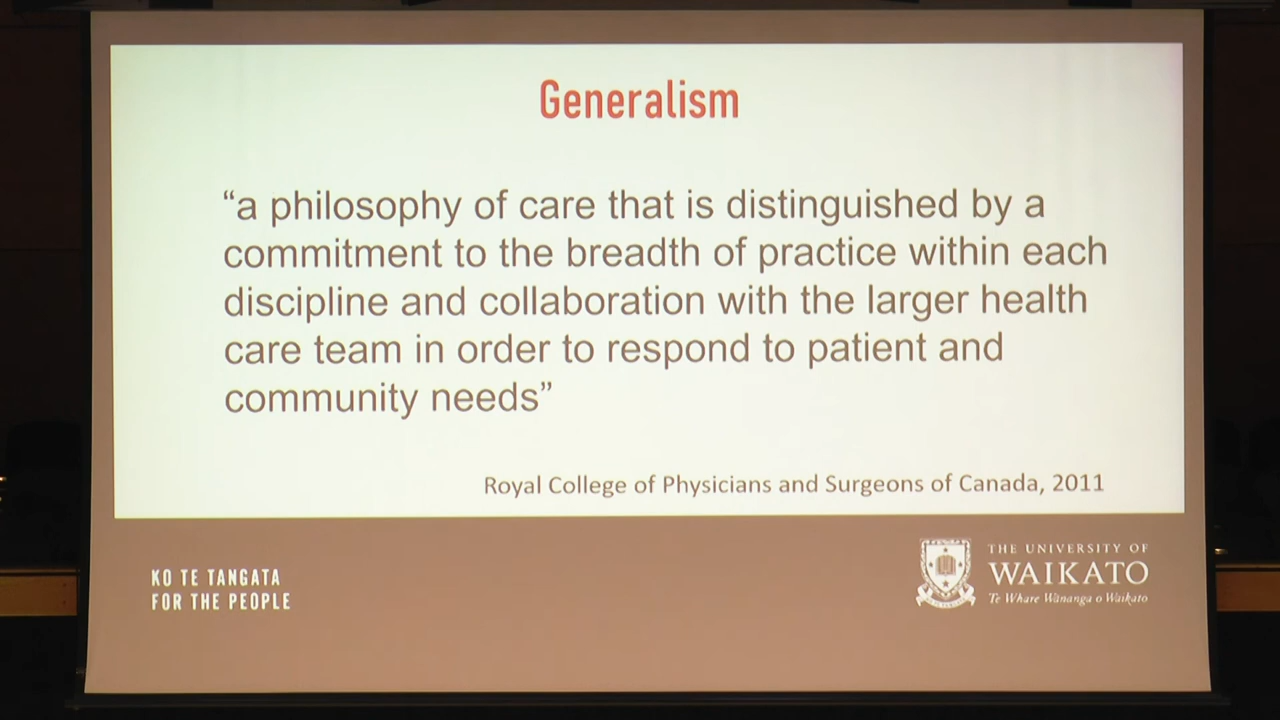 Generalism
“a philosophy of care that is distinguished by a
commitment to the breadth of practice within each
discipline and collaboration with the larger health
care team in order to respond to patient and
community needs”
Royal College of Physicians and Surgeons of Canada, 2011
KO TE TANGATA
FOR THE PEOPLE
THE UNIVERSITY OF
WAIKATO
Te Whare Wānanga o Waikato